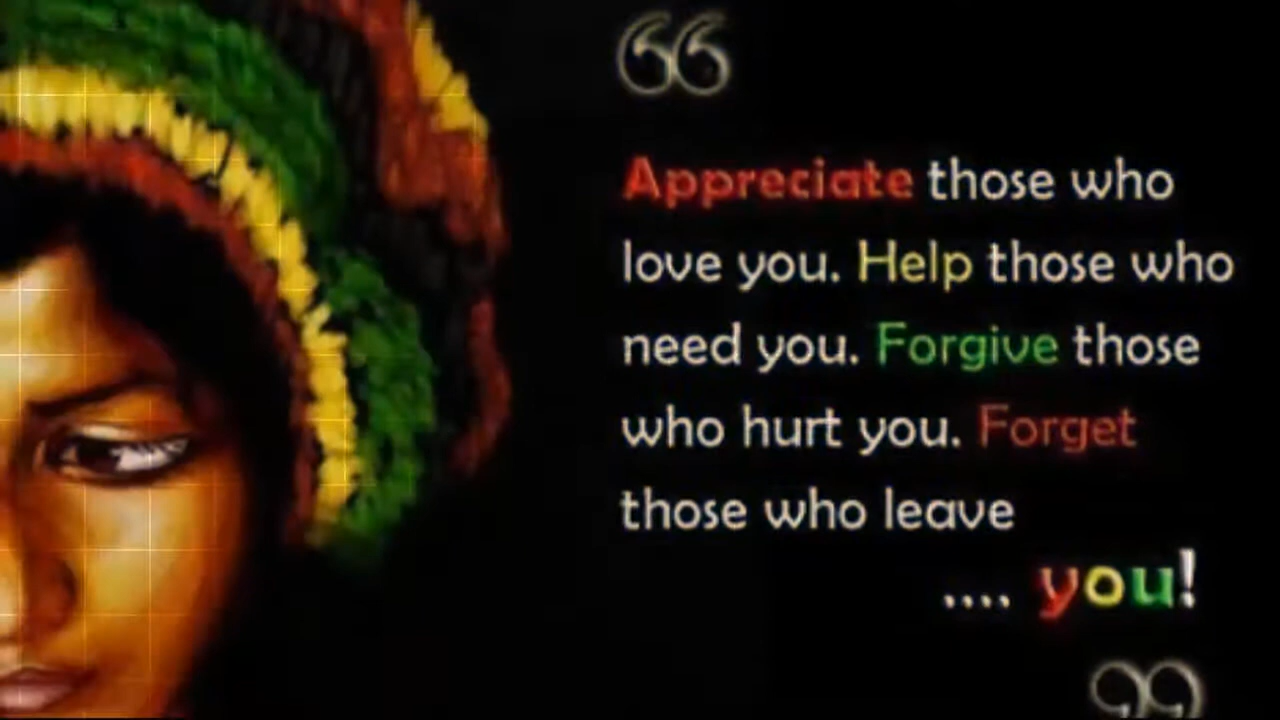 “
Appreciate those who
love you. Help those who
need you. Forgive those
who hurt you. Forget
those who leave
.... you!
”